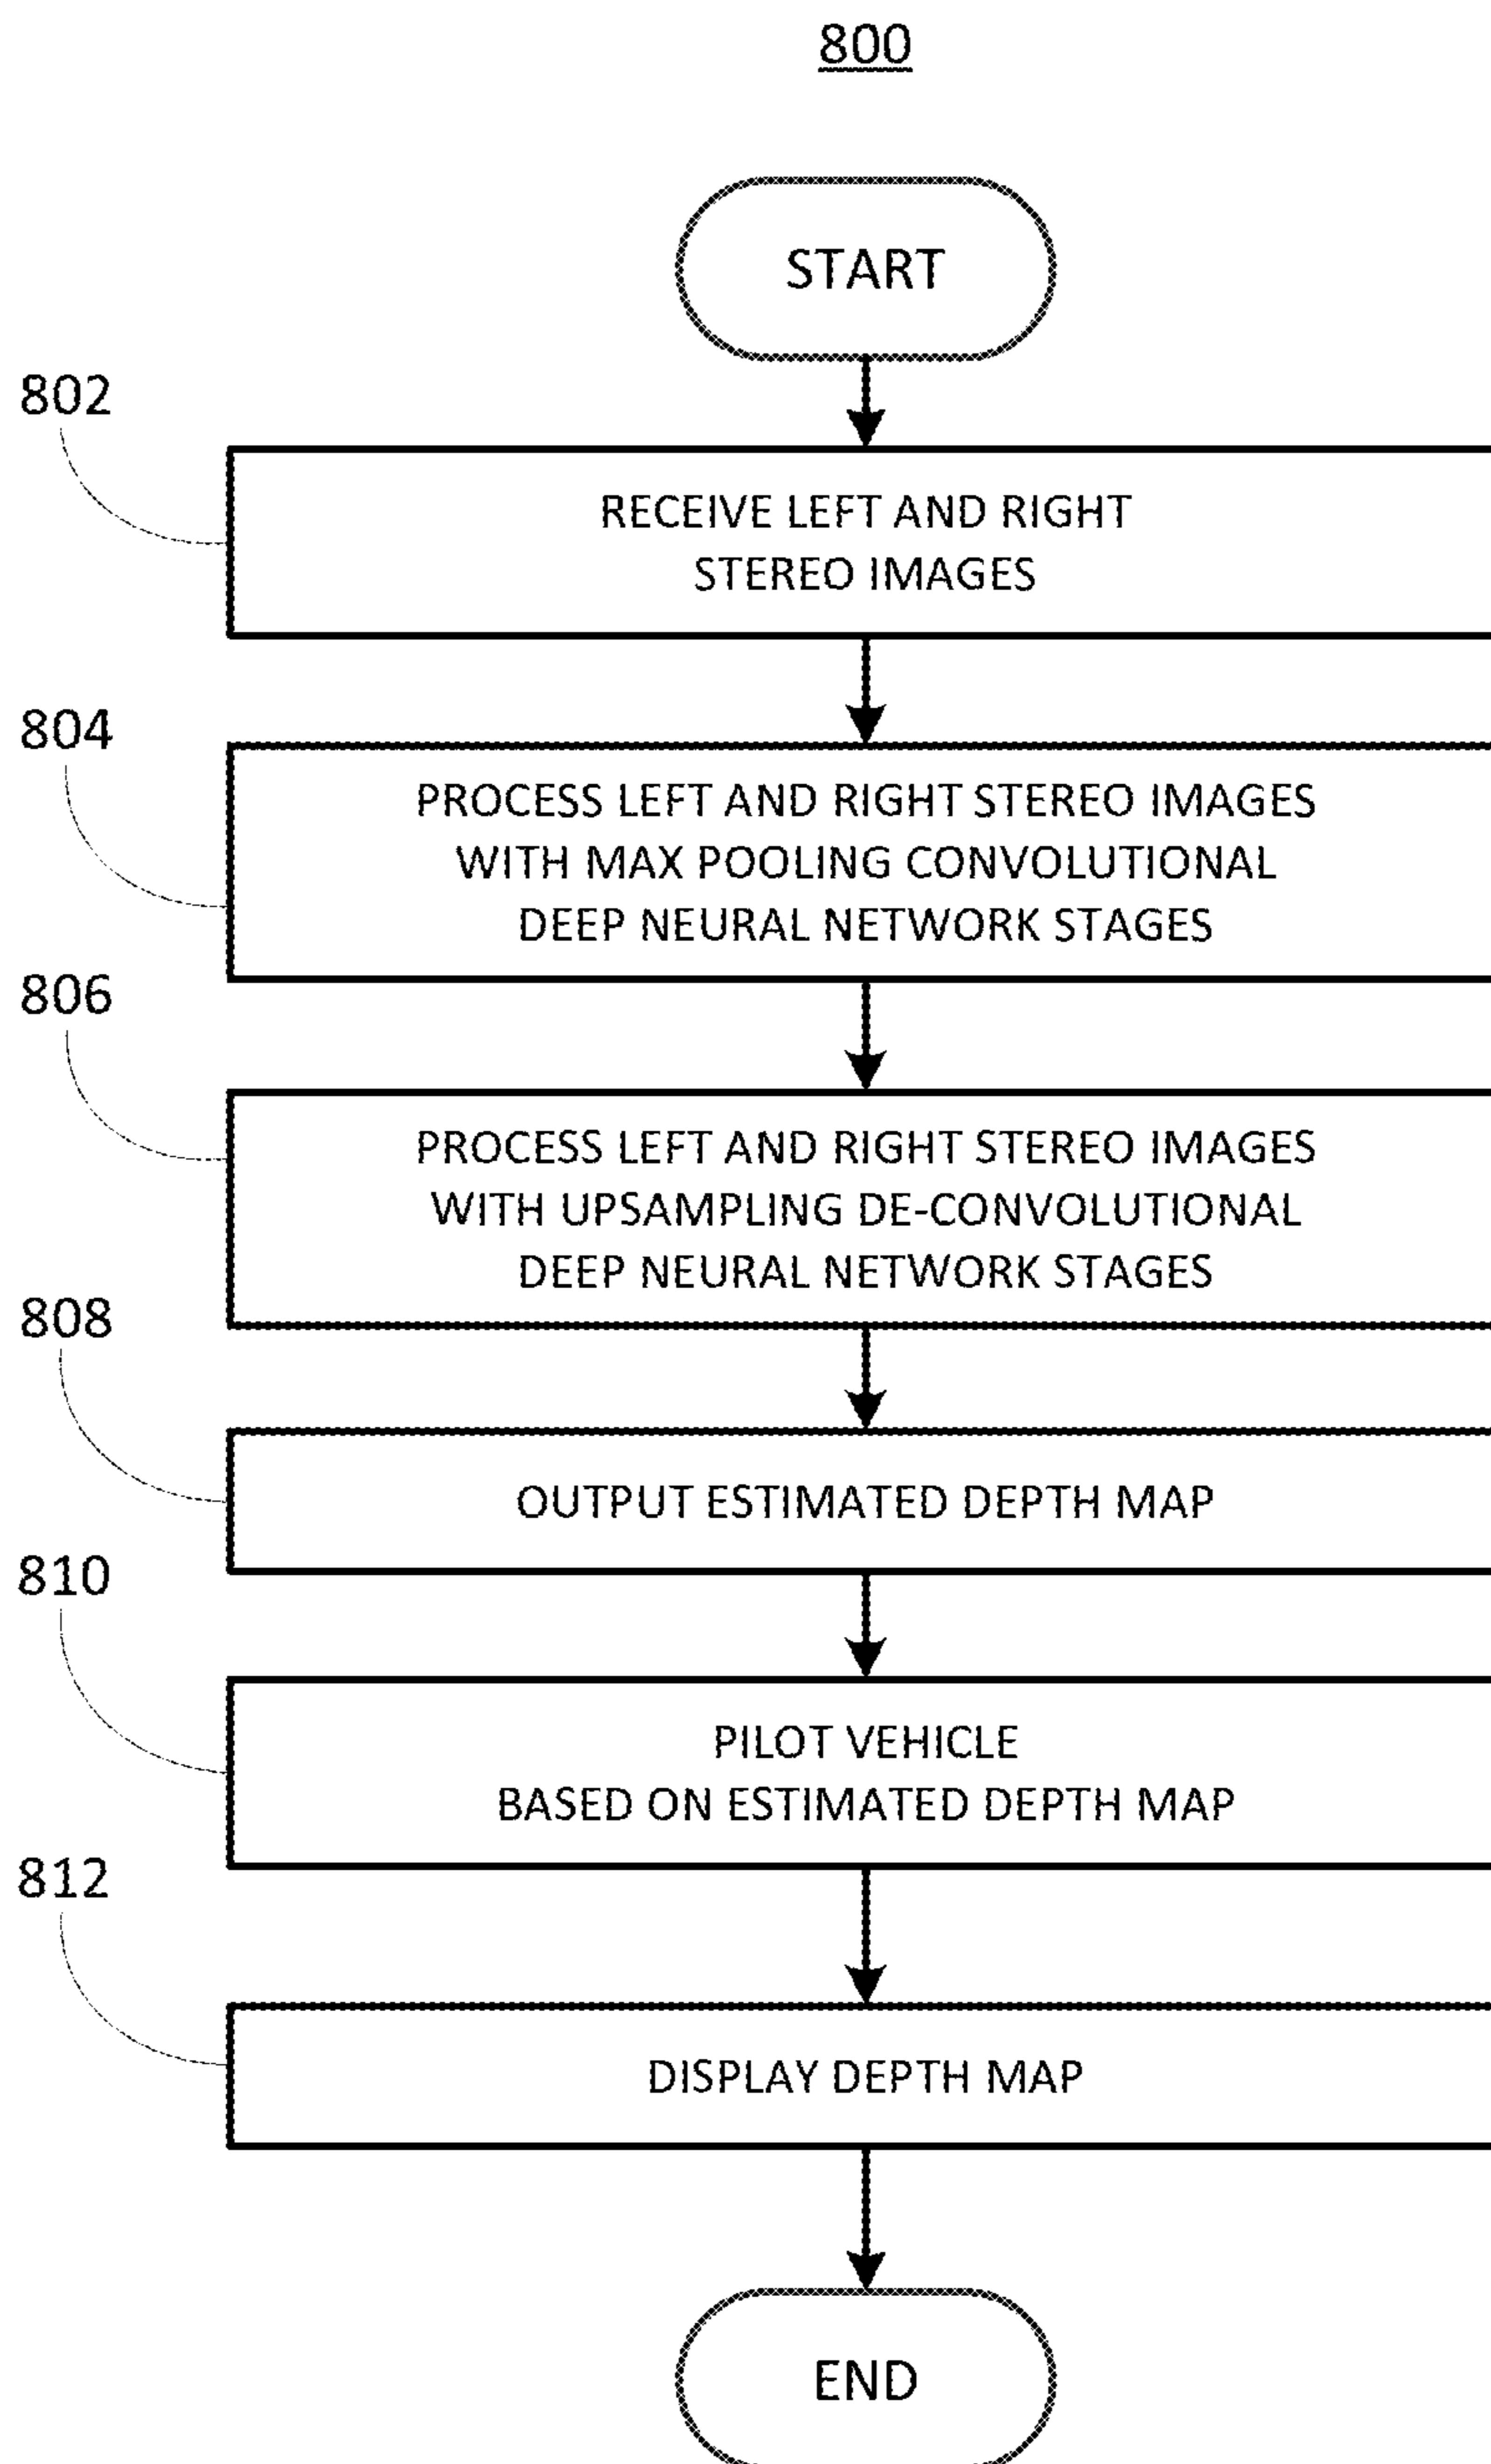 800
START
802
RECEIVE LEFT AND RIGHT
STEREO IMAGES
804
PROCESS LEFT AND RIGHT STEREO IMAGES
WITH MAX POOLING CONVOLUTIONAL
DEEP NEURAL NETWORK STAGES
806
PROCESS LEFT AND RIGHT STEREO IMAGES
WITH UPSAMPLING DE-CONVOLUTIONAL
DEEP NEURAL NETWORK STAGES
808
OUTPUT ESTIMATED DEPTH MAP
810
PILOT VEHICLE
BASED ON ESTIMATED DEPTH MAP
812
DISPLAY DEPTH MAP
END